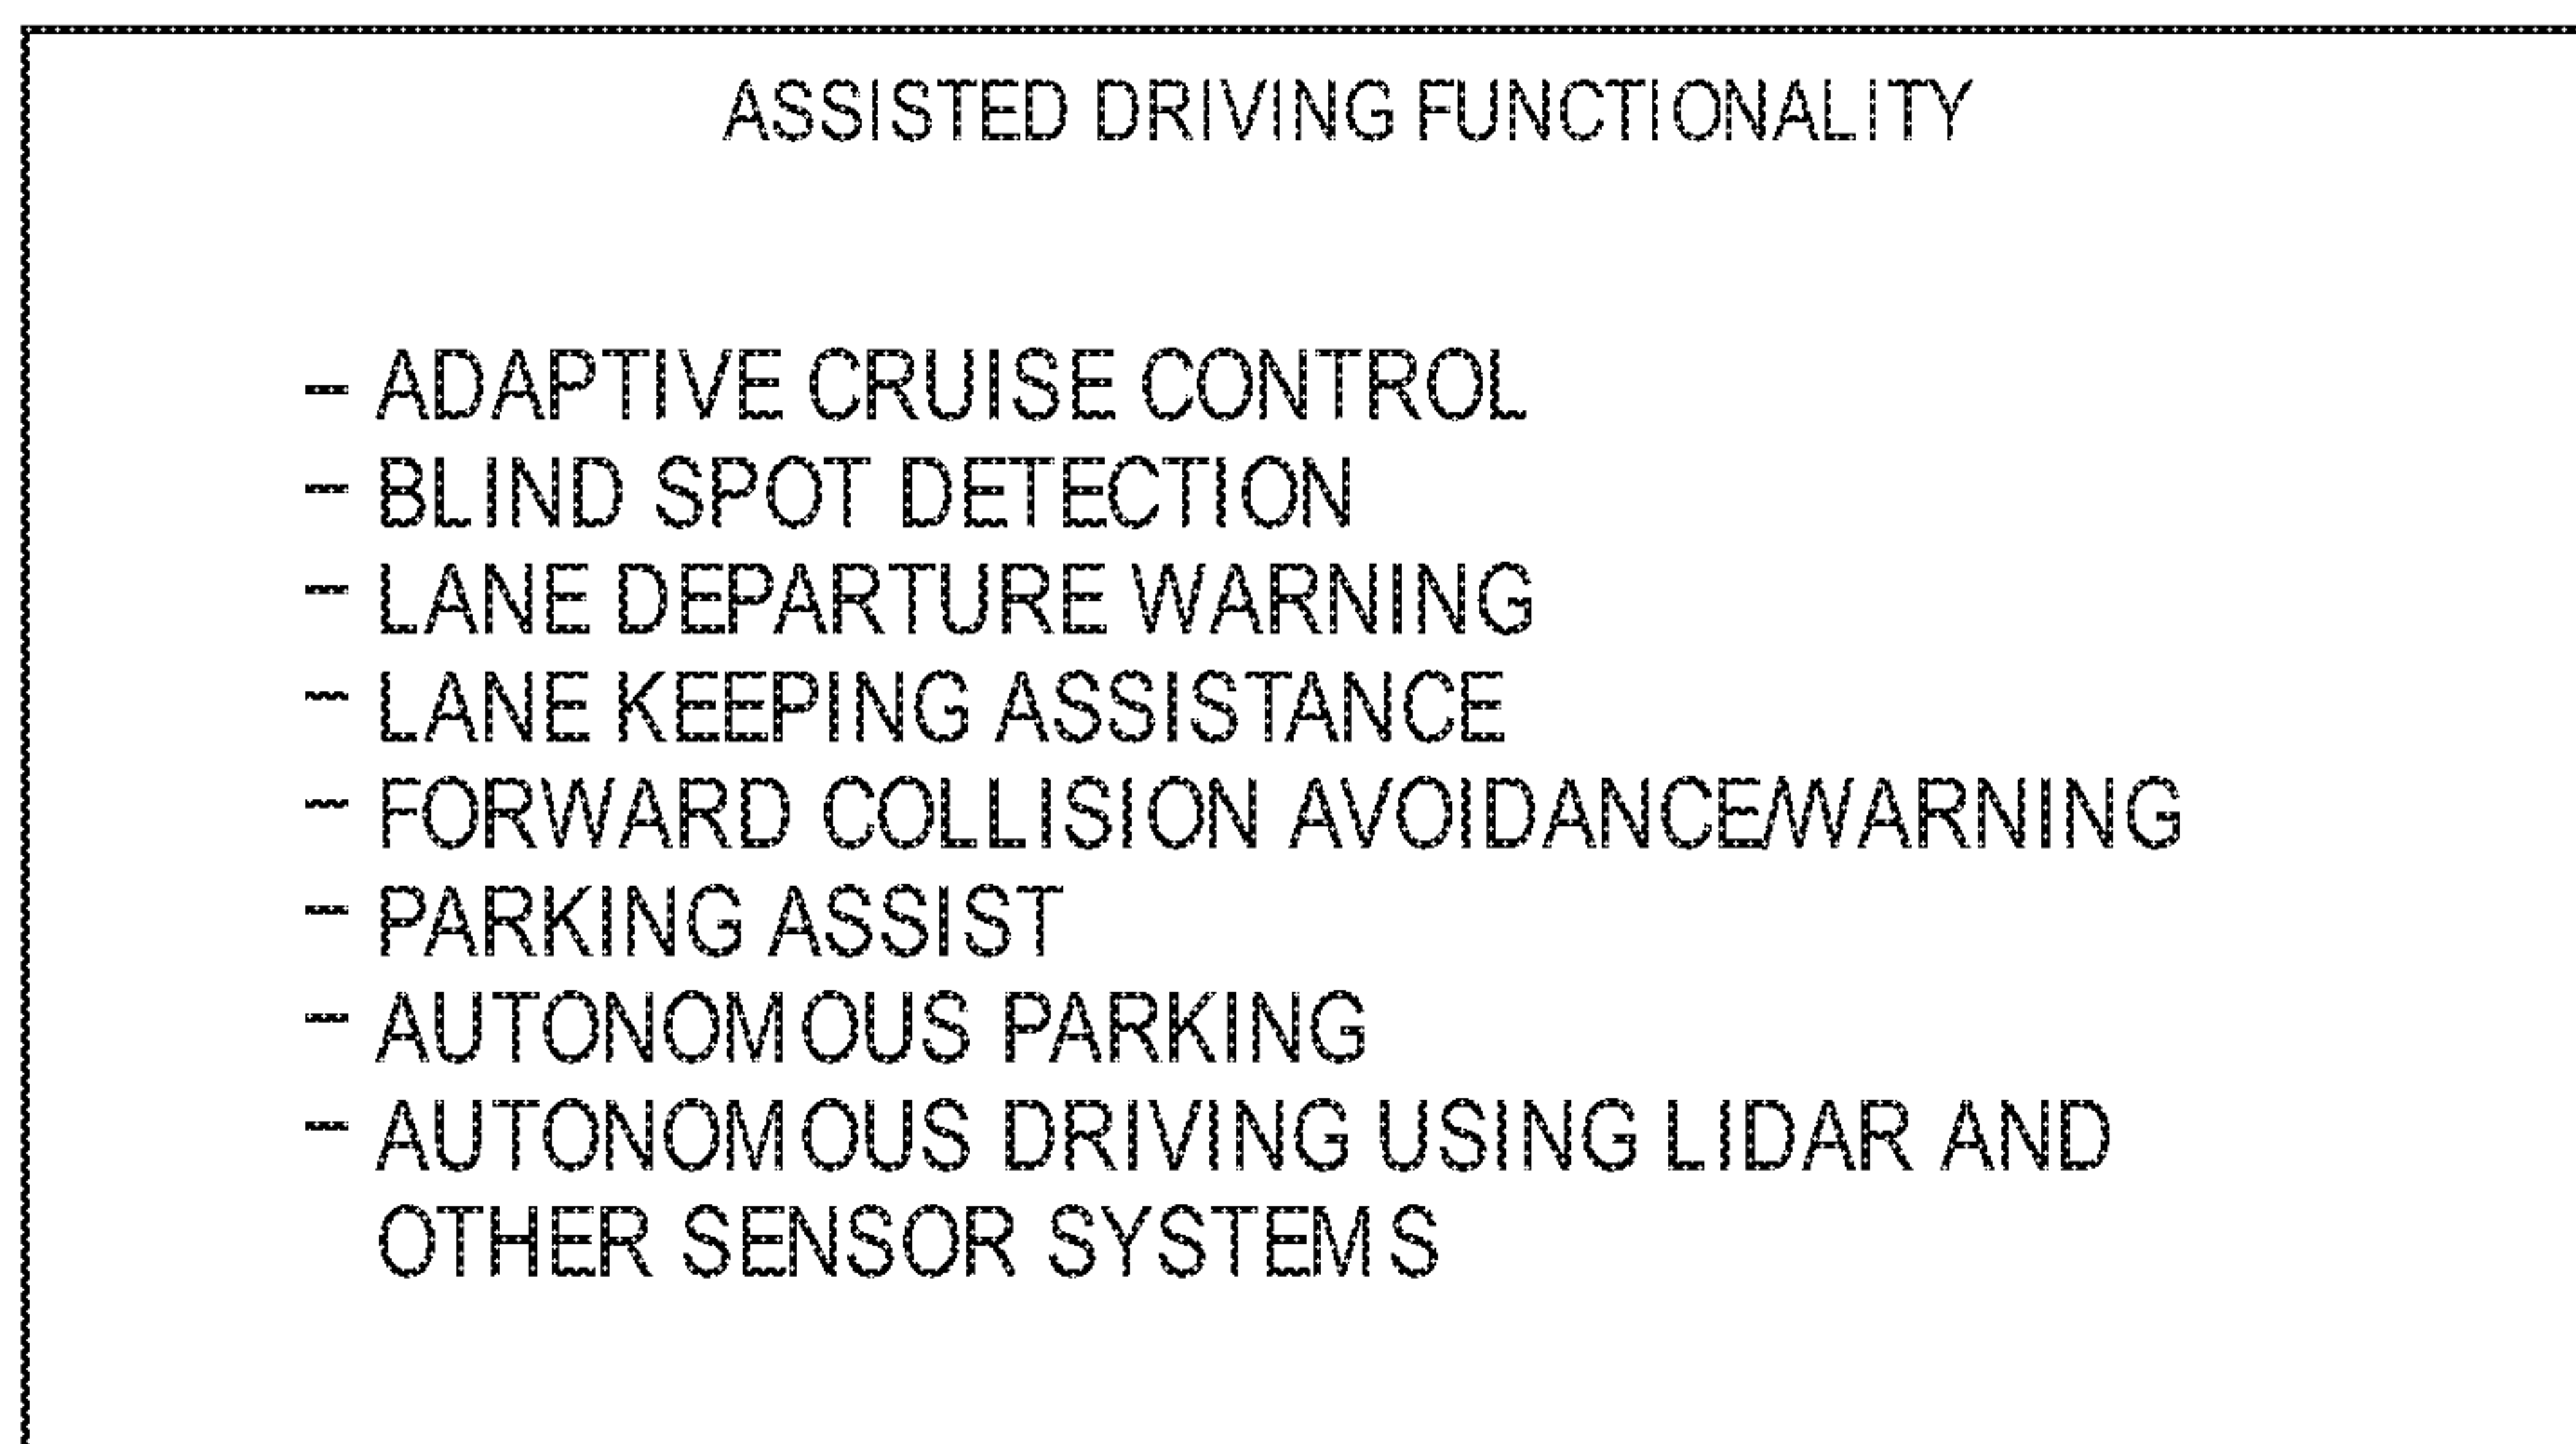 ASSISTED DRIVING FUNCTIONALITY
- ADAPTIVE CRUISE CONTROL
- BLIND SPOT DETECTION
- LANE DEPARTURE WARNING
- LANE KEEPING ASSISTANCE
- FORWARD COLLISION AVOIDANCE/WARNING
- PARKING ASSIST
- AUTONOMOUS PARKING
- AUTONOMOUS DRIVING USING LIDAR AND
OTHER SENSOR SYSTEMS